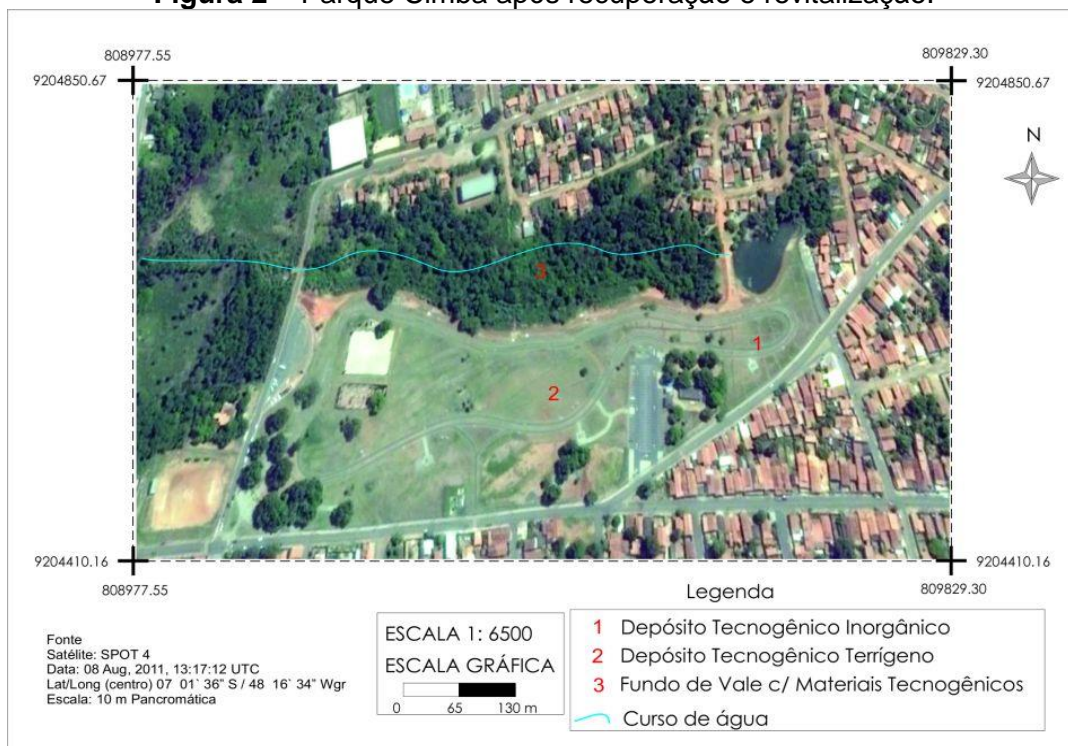 Figura 2 – Parque Cimba após recuperação e revitalização.
808977.55
809829.30
9204850.67
9204850.67
N
3
1
2
9204410.16
9204410.16
808977.55
809829.30
Legenda
Fonte
Satélite: SPOT 4
Data: 08 Aug, 2011, 13:17:12 UTC
Lat/Long (centro) 07 01` 36" S / 48 16` 34" Wgr
Escala: 10 m Pancromática
ESCALA 1: 6500
ESCALA GRÁFICA
0 65 130 m
1 Depósito Tecnogênico Inorgânico
2 Depósito Tecnogênico Terrígeno
3 Fundo de Vale c/ Materiais Tecnogênicos
Curso de água